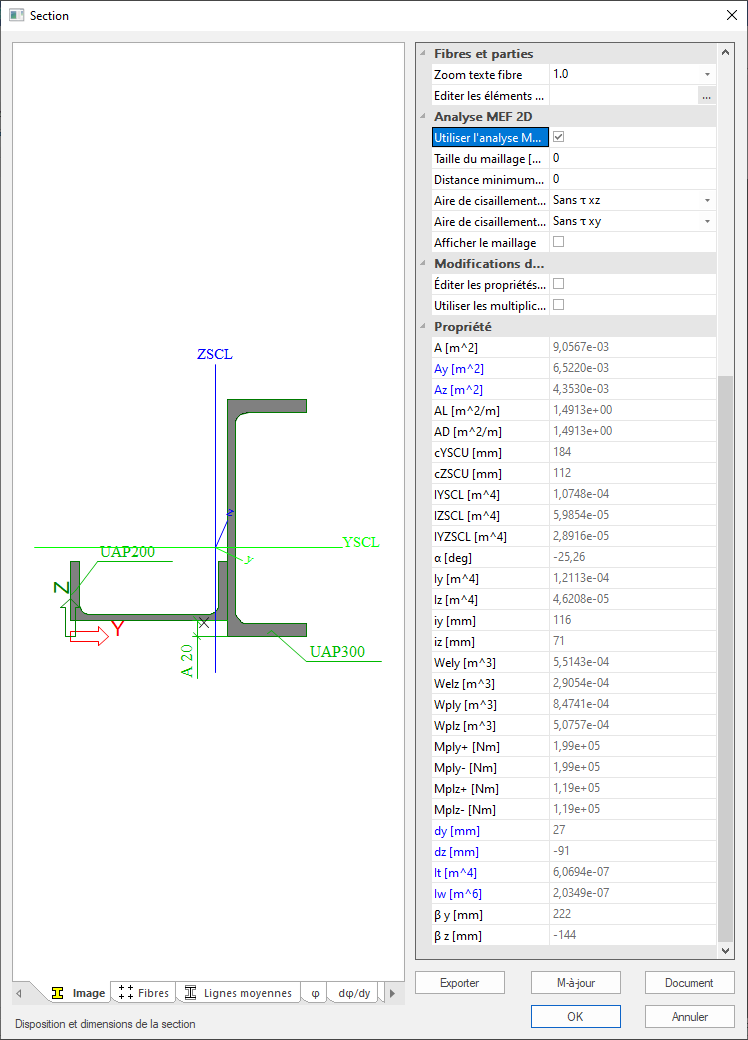 Section
ZSCL
z
YSCL
y
UAP200
Z
Y
A 20
UAP300
Fibres et parties
Zoom texte fibre 1.0
Editer les éléments ... ...
Analyse MEF 2D
Utiliser l'analyse M...
Taille du maillage [... 0
Distance minimum... 0
Aire de cisaillement... Sans τ xz
Aire de cisaillement... Sans τ xy
Afficher le maillage
Modifications d...
Éditer les propriétés...
Utiliser les multiplic...
Propriété
A [m^2] 9,0567e-03
Ay [m^2] 6,5220e-03
Az [m^2] 4,3530e-03
AL [m^2/m] 1,4913e+00
AD [m^2/m] 1,4913e+00
cYSCU [mm] 184
cZSCU [mm] 112
IYSCL [m^4] 1,0748e-04
IZSCL [m^4] 5,9854e-05
IYZSCL [m^4] 2,8916e-05
α [deg] -25,26
Iy [m^4] 1,2113e-04
Iz [m^4] 4,6208e-05
iy [mm] 116
iz [mm] 71
Wely [m^3] 5,5143e-04
Welz [m^3] 2,9054e-04
Wply [m^3] 8,4741e-04
Wplz [m^3] 5,0757e-04
Mply+ [Nm] 1,99e+05
Mply- [Nm] 1,99e+05
Mplz+ [Nm] 1,19e+05
Mplz- [Nm] 1,19e+05
dy [mm] 27
dz [mm] -91
It [m^4] 6,0694e-07
Iw [m^6] 2,0349e-07
β y [mm] 222
β z [mm] -144
Image Fibres Lignes moyennes φ dφ/dy
Exporter M-à-jour Document
Disposition et dimensions de la section
OK Annuler